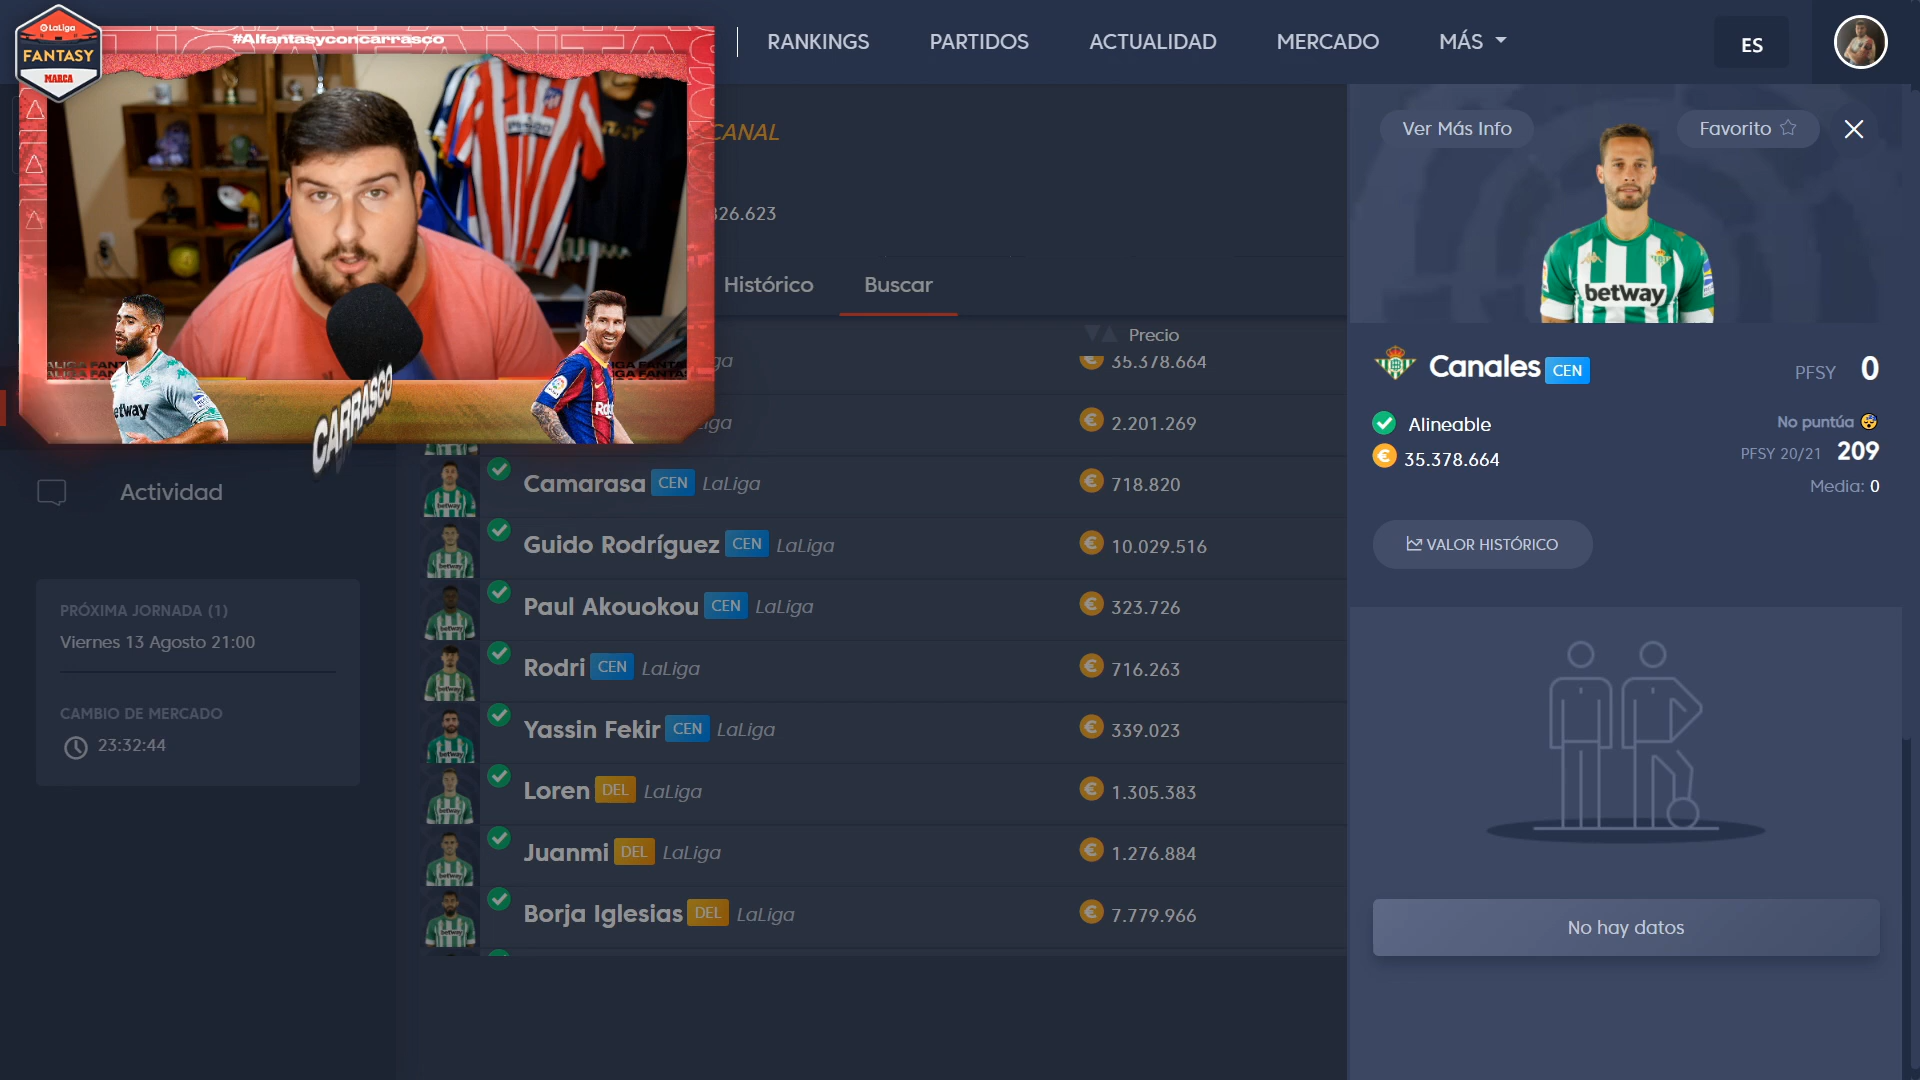 LaLiga
FANTASY
MARCA
#Alfantasyconcarrasco
RANKINGS
PARTIDOS
ACTUALIDAD
MERCADO
MÁS
ES
CANAL
326.623
Histórico
Buscar
Precio
35.378.664
2.201.269
CARRASCO
betway
Camarasa CEN LaLiga 718.820
Guido Rodríguez CEN LaLiga 10.029.516
Paul Akouokou CEN LaLiga 323.726
Rodri CEN LaLiga 716.263
Yassin Fekir CEN LaLiga 339.023
Loren DEL LaLiga 1.305.383
Juanmi DEL LaLiga 1.276.884
Borja Iglesias DEL LaLiga 7.779.966
Actividad
PRÓXIMA JORNADA (1)
Viernes 13 Agosto 21:00
CAMBIO DE MERCADO
23:32:44
Ver Más Info
Favorito
betway
Canales CEN
PFSY 0
Alineable
No puntúa
35.378.664
PFSY 20/21 209
Media: 0
VALOR HISTÓRICO
No hay datos